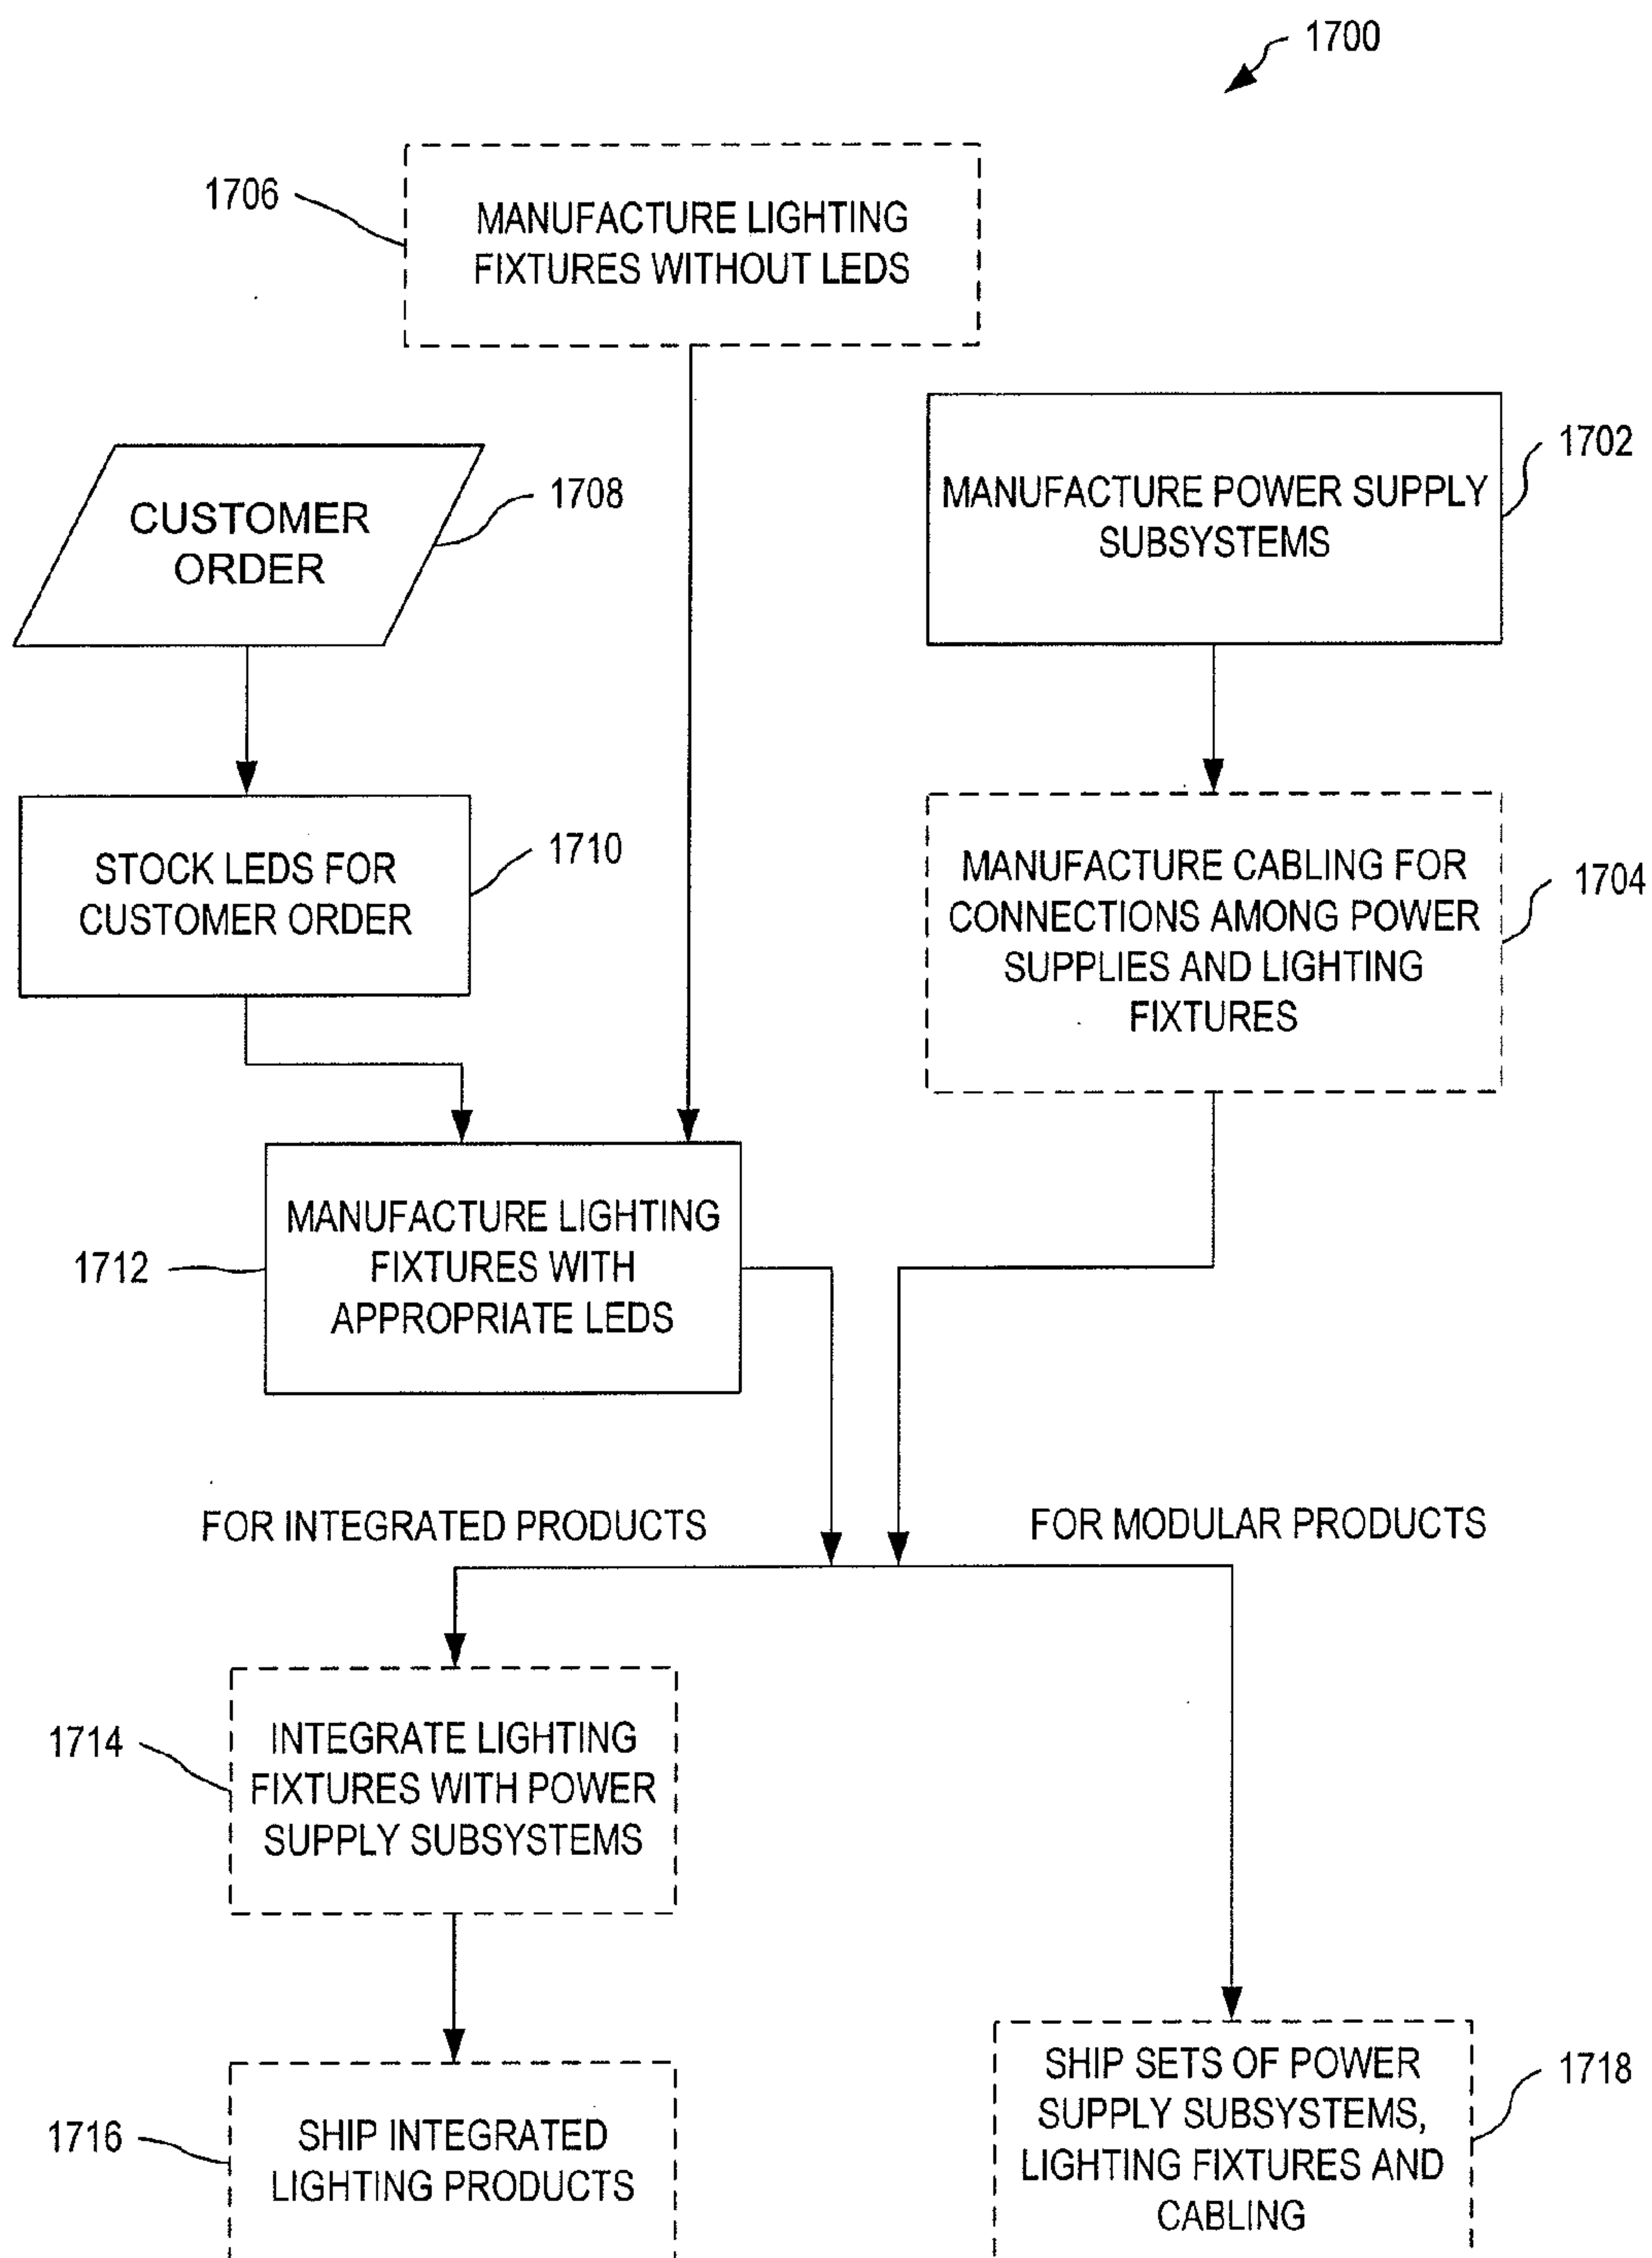 1700
1706
MANUFACTURE LIGHTING
FIXTURES WITHOUT LEDS
1702
MANUFACTURE POWER SUPPLY
SUBSYSTEMS
1708
CUSTOMER
ORDER
1710
STOCK LEDS FOR
CUSTOMER ORDER
1704
MANUFACTURE CABLING FOR
CONNECTIONS AMONG POWER
SUPPLIES AND LIGHTING
FIXTURES
1712
MANUFACTURE LIGHTING
FIXTURES WITH
APPROPRIATE LEDS
FOR INTEGRATED PRODUCTS
FOR MODULAR PRODUCTS
1714
INTEGRATE LIGHTING
FIXTURES WITH POWER
SUPPLY SUBSYSTEMS
1716
SHIP INTEGRATED
LIGHTING PRODUCTS
1718
SHIP SETS OF POWER
SUPPLY SUBSYSTEMS,
LIGHTING FIXTURES AND
CABLING